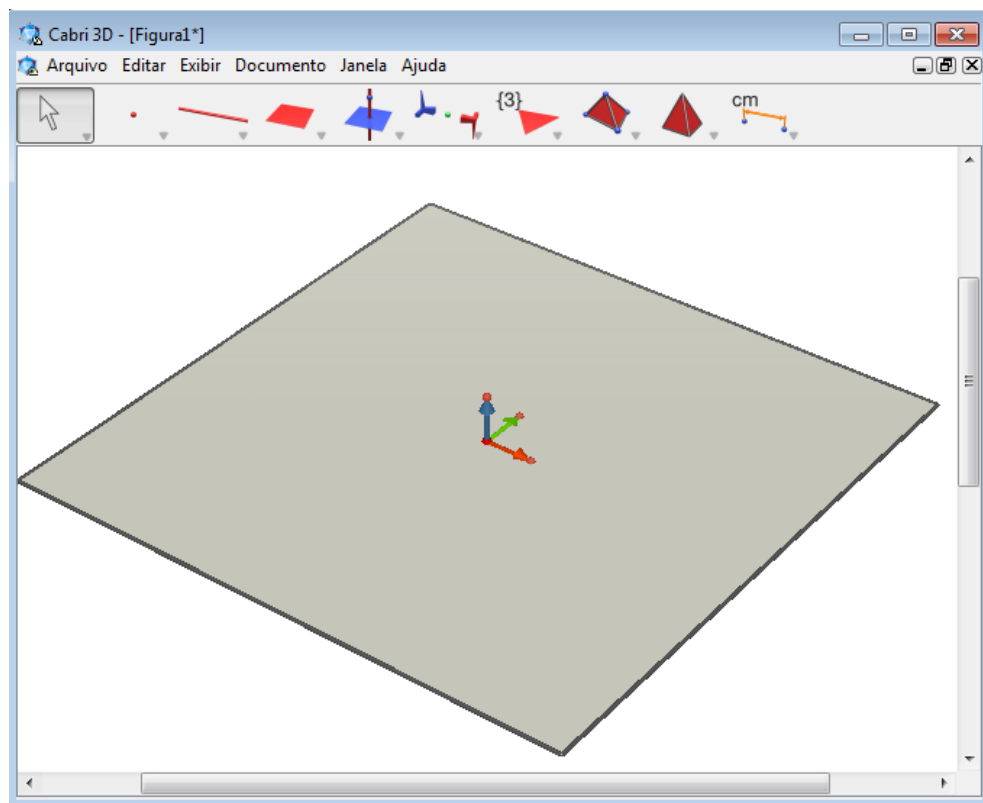 Cabri 3D - [Figura1*]
Arquivo Editar Exibir Documento Janela Ajuda
{3} cm